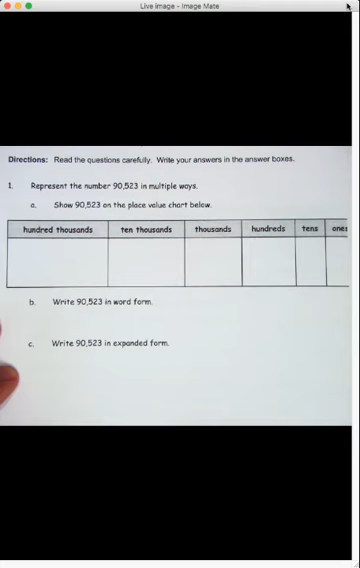 Live image - Image Mate
Directions: Read the questions carefully. Write your answers in the answer boxes.
1. Represent the number 90,523 in multiple ways.
a. Show 90,523 on the place value chart below.
hundred thousands ten thousands thousands hundreds tens ones
b. Write 90,523 in word form.
c. Write 90,523 in expanded form.